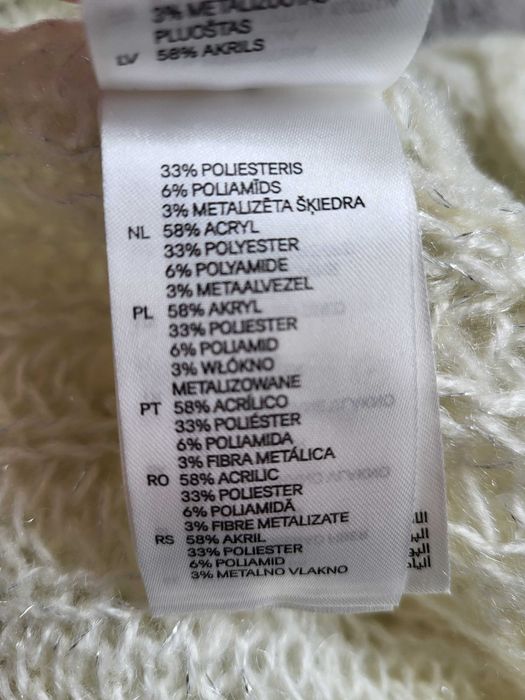 3% METALIZUOTAS
PLUOŠTAS
LV 58% AKRILS
33% POLIESTERIS
6% POLIAMĪDS
3% METALIZĒTA ŠĶIEDRA
NL 58% ACRYL
33% POLYESTER
6% POLYAMIDE
3% METAALVEZEL
PL 58% AKRYL
33% POLIESTER
6% POLIAMID
3% WŁÓKNO
METALIZOWANE
PT 58% ACRÍLICO
33% POLIÉSTER
6% POLIAMIDA
3% FIBRA METÁLICA
RO 58% ACRILIC
33% POLIESTER
6% POLIAMIDĂ
3% FIBRE METALIZATE
RS 58% AKRIL
33% POLIESTER
6% POLIAMID
3% METALNO VLAKNO